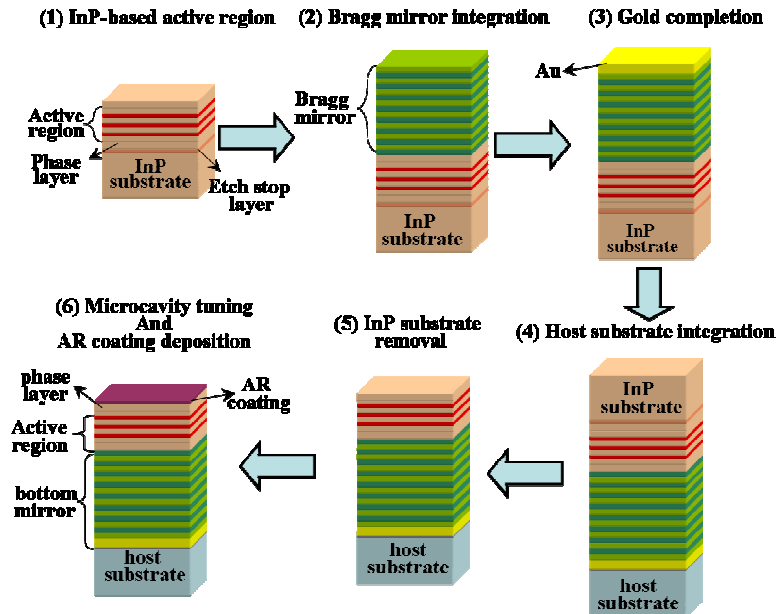 (1) InP-based active region
Active
region
Phase
layer
InP
substrate
Etch stop
layer
(2) Bragg mirror integration
Bragg
mirror
InP
substrate
(3) Gold completion
Au
InP
substrate
(4) Host substrate integration
InP
substrate
host
substrate
(5) InP substrate
removal
host
substrate
(6) Microcavity tuning
And
AR coating deposition
phase
layer
AR
coating
Active
region
bottom
mirror
host
substrate